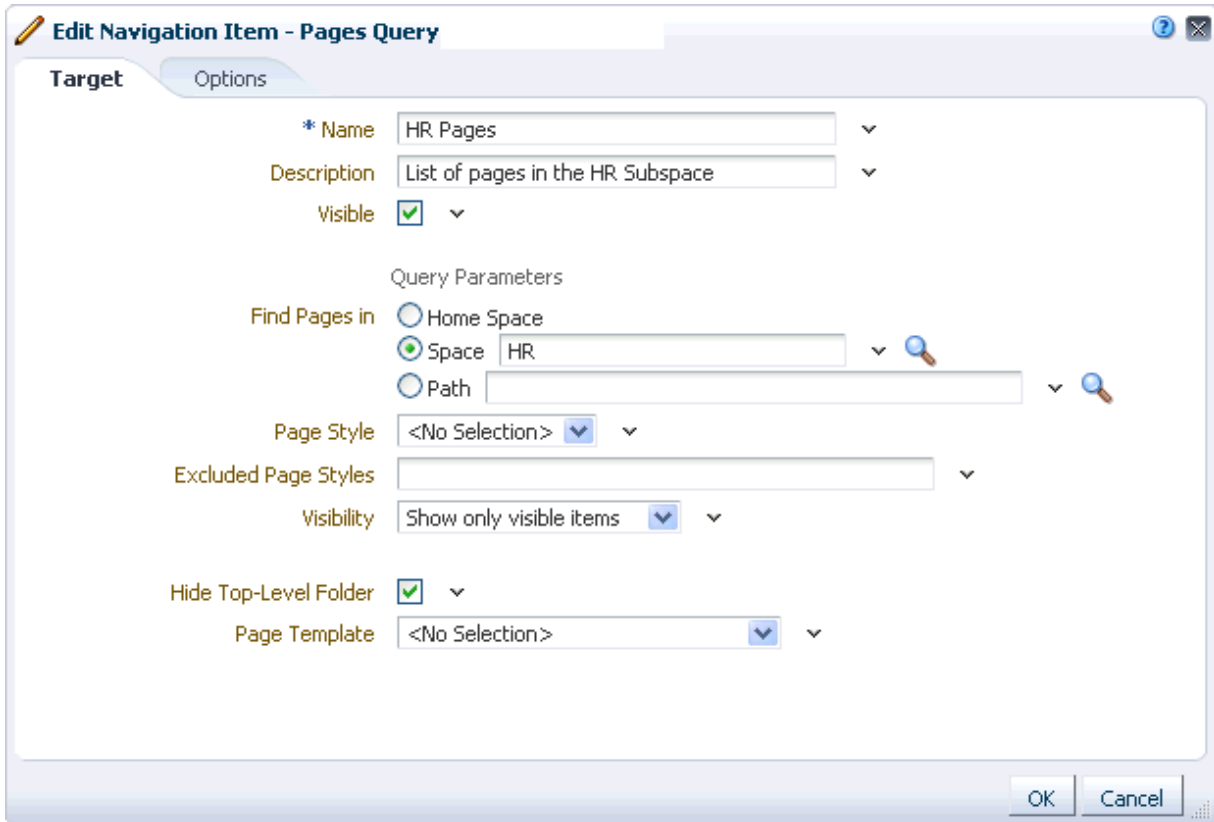 Edit Navigation Item - Pages Query
Target Options
* Name HR Pages
Description List of pages in the HR Subspace
Visible
Query Parameters
Find Pages in Home Space
Space HR
Path
Page Style <No Selection>
Excluded Page Styles
Visibility Show only visible items
Hide Top-Level Folder
Page Template <No Selection>
OK Cancel